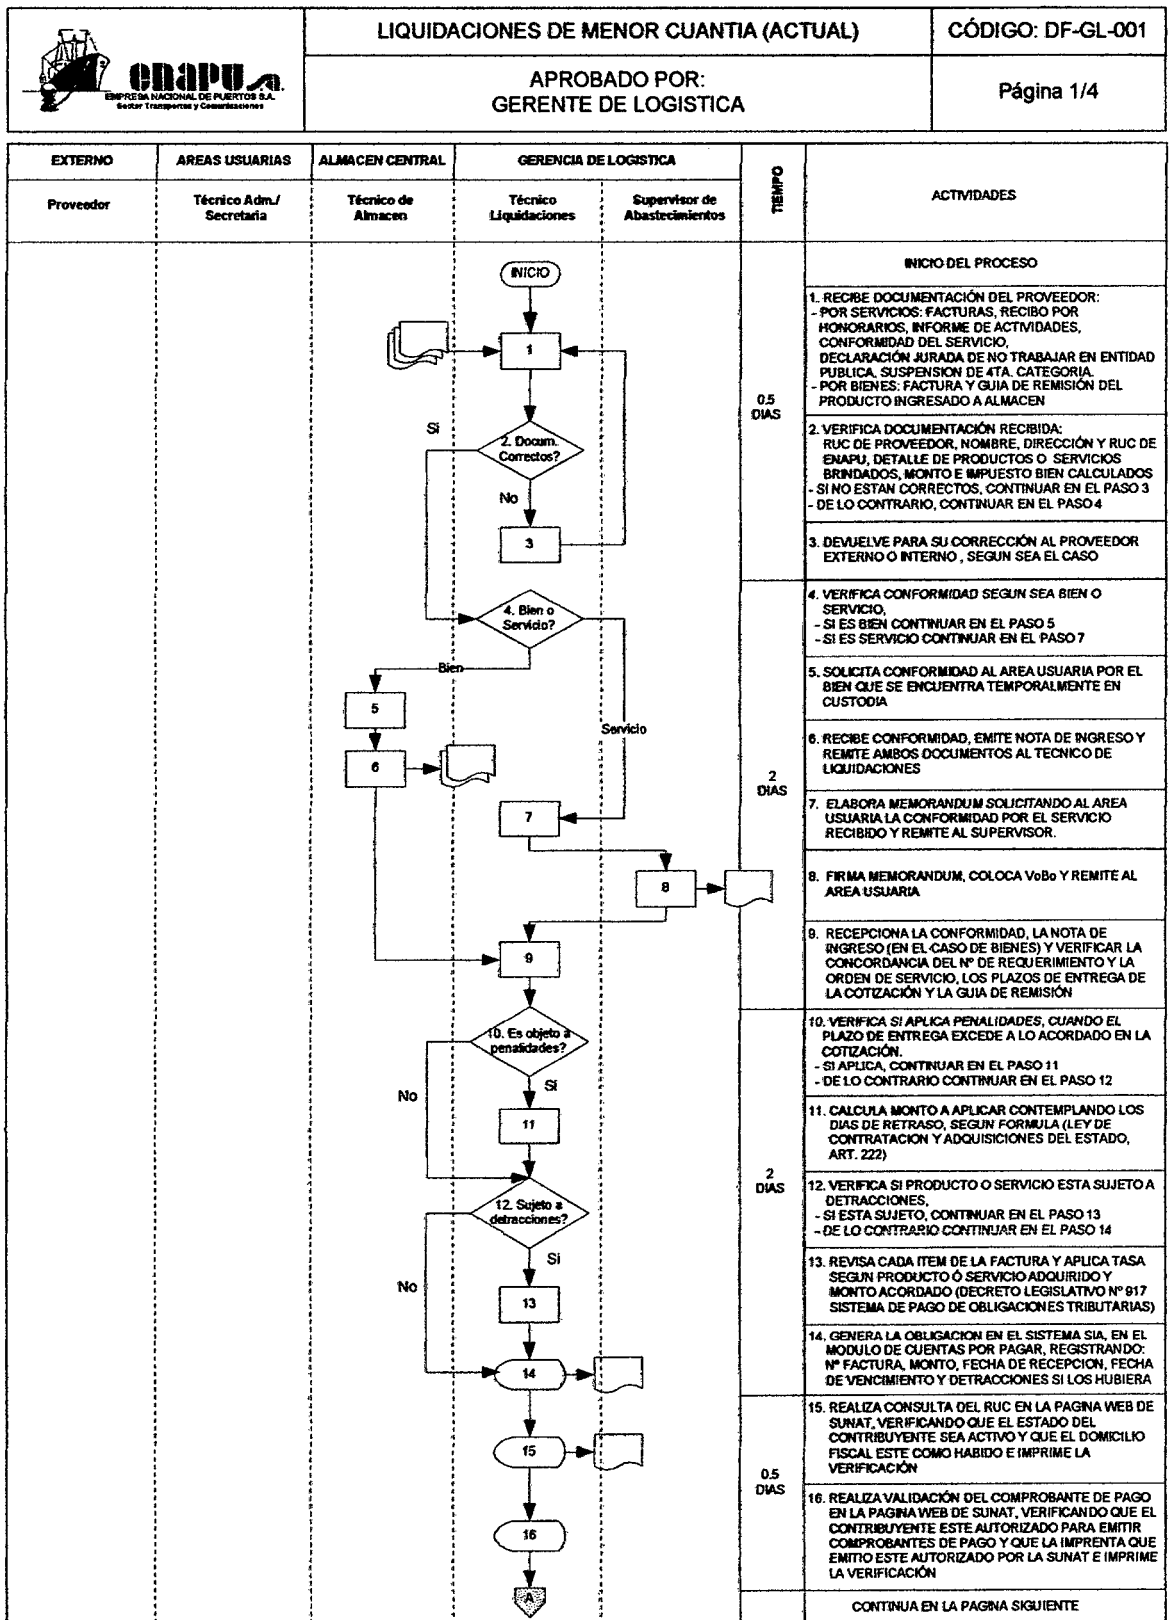 LIQUIDACIONES DE MENOR CUANTIA (ACTUAL)
CÓDIGO: DF-GL-001
enapu s.a.
EMPRESA NACIONAL DE PUERTOS S.A.
Sector Transportes y Comunicaciones
APROBADO POR:
GERENTE DE LOGISTICA
Página 1/4
EXTERNO
AREAS USUARIAS
ALMACEN CENTRAL
GERENCIA DE LOGISTICA
TIEMPO
ACTIVIDADES
Proveedor
Técnico Adm./
Secretaria
Técnico de
Almacen
Técnico
Liquidaciones
Supervisor de
Abastecimientos
INICIO
1
Si
2. Docum.
Correctos?
No
3
4. Bien o
Servicio?
Bien
5
Servicio
6
7
8
9
10. Es objeto a
penalidades?
No
Si
11
12. Sujeto a
detracciones?
No
Si
13
14
15
16
A
0.5
DIAS
2
DIAS
2
DIAS
0.5
DIAS
INICIO DEL PROCESO
1. RECIBE DOCUMENTACIÓN DEL PROVEEDOR:
- POR SERVICIOS: FACTURAS, RECIBO POR
HONORARIOS, INFORME DE ACTIVIDADES,
CONFORMIDAD DEL SERVICIO,
DECLARACIÓN JURADA DE NO TRABAJAR EN ENTIDAD
PUBLICA, SUSPENSION DE 4TA. CATEGORIA.
- POR BIENES: FACTURA Y GUIA DE REMISIÓN DEL
PRODUCTO INGRESADO A ALMACEN
2. VERIFICA DOCUMENTACIÓN RECIBIDA:
RUC DE PROVEEDOR, NOMBRE, DIRECCIÓN Y RUC DE
ENAPU, DETALLE DE PRODUCTOS O SERVICIOS
BRINDADOS, MONTO E IMPUESTO BIEN CALCULADOS
- SI NO ESTAN CORRECTOS, CONTINUAR EN EL PASO 3
- DE LO CONTRARIO, CONTINUAR EN EL PASO 4
3. DEVUELVE PARA SU CORRECCIÓN AL PROVEEDOR
EXTERNO O INTERNO , SEGUN SEA EL CASO
4. VERIFICA CONFORMIDAD SEGUN SEA BIEN O
SERVICIO,
- SI ES BIEN CONTINUAR EN EL PASO 5
- SI ES SERVICIO CONTINUAR EN EL PASO 7
5. SOLICITA CONFORMIDAD AL AREA USUARIA POR EL
BIEN QUE SE ENCUENTRA TEMPORALMENTE EN
CUSTODIA
6. RECIBE CONFORMIDAD, EMITE NOTA DE INGRESO Y
REMITE AMBOS DOCUMENTOS AL TECNICO DE
LIQUIDACIONES
7. ELABORA MEMORANDUM SOLICITANDO AL AREA
USUARIA LA CONFORMIDAD POR EL SERVICIO
RECIBIDO Y REMITE AL SUPERVISOR.
8. FIRMA MEMORANDUM, COLOCA VoBo Y REMITE AL
AREA USUARIA
9. RECEPCIONA LA CONFORMIDAD, LA NOTA DE
INGRESO (EN EL CASO DE BIENES) Y VERIFICAR LA
CONCORDANCIA DEL Nº DE REQUERIMIENTO Y LA
ORDEN DE SERVICIO, LOS PLAZOS DE ENTREGA DE
LA COTIZACIÓN Y LA GUIA DE REMISIÓN
10. VERIFICA SI APLICA PENALIDADES, CUANDO EL
PLAZO DE ENTREGA EXCEDE A LO ACORDADO EN LA
COTIZACIÓN.
- SI APLICA, CONTINUAR EN EL PASO 11
- DE LO CONTRARIO CONTINUAR EN EL PASO 12
11. CALCULA MONTO A APLICAR CONTEMPLANDO LOS
DIAS DE RETRASO, SEGUN FORMULA (LEY DE
CONTRATACION Y ADQUISICIONES DEL ESTADO,
ART. 222)
12. VERIFICA SI PRODUCTO O SERVICIO ESTA SUJETO A
DETRACCIONES,
- SI ESTA SUJETO, CONTINUAR EN EL PASO 13
- DE LO CONTRARIO CONTINUAR EN EL PASO 14
13. REVISA CADA ITEM DE LA FACTURA Y APLICA TASA
SEGUN PRODUCTO Ó SERVICIO ADQUIRIDO Y
MONTO ACORDADO (DECRETO LEGISLATIVO Nº 917
SISTEMA DE PAGO DE OBLIGACIONES TRIBUTARIAS)
14. GENERA LA OBLIGACION EN EL SISTEMA SIA, EN EL
MODULO DE CUENTAS POR PAGAR, REGISTRANDO:
Nº FACTURA, MONTO, FECHA DE RECEPCION, FECHA
DE VENCIMIENTO Y DETRACCIONES SI LOS HUBIERA
15. REALIZA CONSULTA DEL RUC EN LA PAGINA WEB DE
SUNAT, VERIFICANDO QUE EL ESTADO DEL
CONTRIBUYENTE SEA ACTIVO Y QUE EL DOMICILIO
FISCAL ESTE COMO HABIDO E IMPRIME LA
VERIFICACIÓN
16. REALIZA VALIDACIÓN DEL COMPROBANTE DE PAGO
EN LA PAGINA WEB DE SUNAT, VERIFICANDO QUE EL
CONTRIBUYENTE ESTE AUTORIZADO PARA EMITIR
COMPROBANTES DE PAGO Y QUE LA IMPRENTA QUE
EMITIO ESTE AUTORIZADO POR LA SUNAT E IMPRIME
LA VERIFICACIÓN
CONTINUA EN LA PAGINA SIGUIENTE